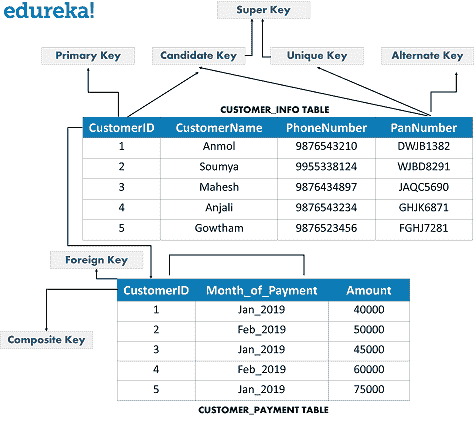 edureka!
Super Key
Primary Key
Candidate Key
Unique Key
Alternate Key
CUSTOMER_INFO TABLE
CustomerID CustomerName PhoneNumber PanNumber
1 Anmol 9876543210 DWJB1382
2 Soumya 9955338124 WJBD8291
3 Mahesh 9876434897 JAQC5690
4 Anjali 9876543234 GHJK6871
5 Gowtham 9876523456 FGHJ7281
Foreign Key
CustomerID Month_of_Payment Amount
1 Jan_2019 40000
2 Feb_2019 50000
3 Jan_2019 45000
4 Feb_2019 60000
5 Jan_2019 75000
Composite Key
CUSTOMER_PAYMENT TABLE